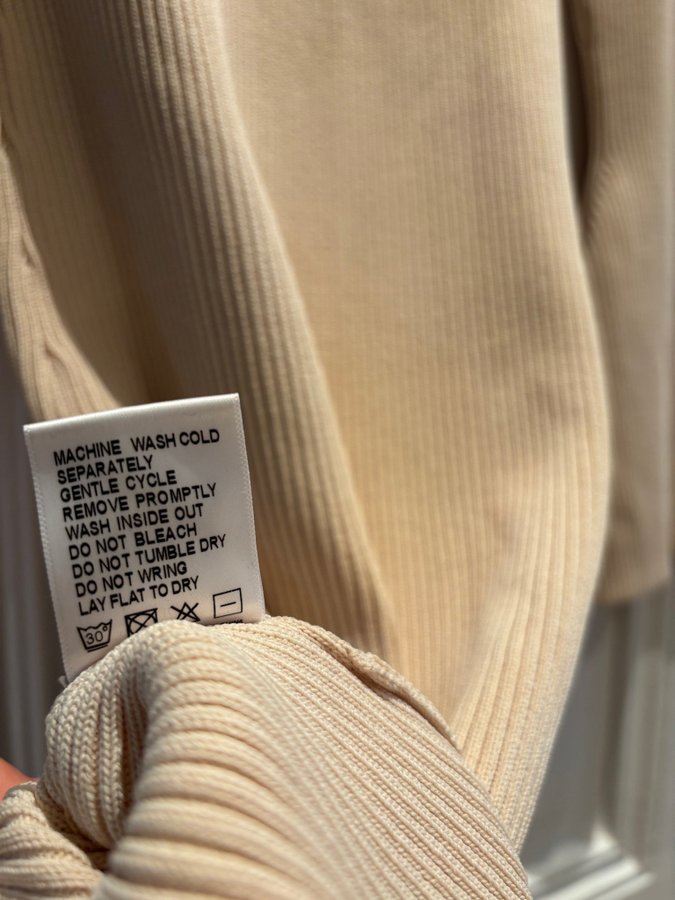 MACHINE WASH COLD
SEPARATELY
GENTLE CYCLE
REMOVE PROMPTLY
WASH INSIDE OUT
DO NOT BLEACH
DO NOT TUMBLE DRY
DO NOT WRING
LAY FLAT TO DRY
30°